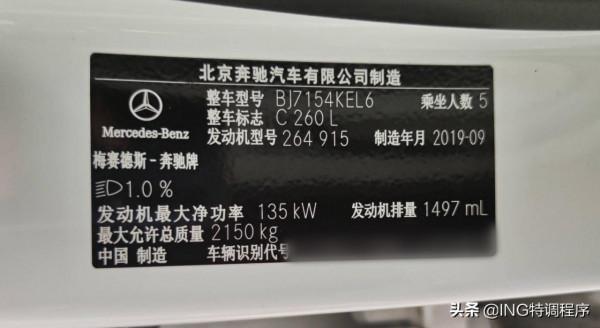 北京奔驰汽车有限公司制造
整车型号 BJ7154KEL6 乘坐人数 5
整车标志 C 260 L
发动机型号 264 915 制造年月 2019-09
Mercedes-Benz
梅赛德斯-奔驰牌
1.0 %
发动机最大净功率 135 kW 发动机排量 1497 mL
最大允许总质量 2150 kg
中国 制造 车辆识别代号
头条 @ING特调程序